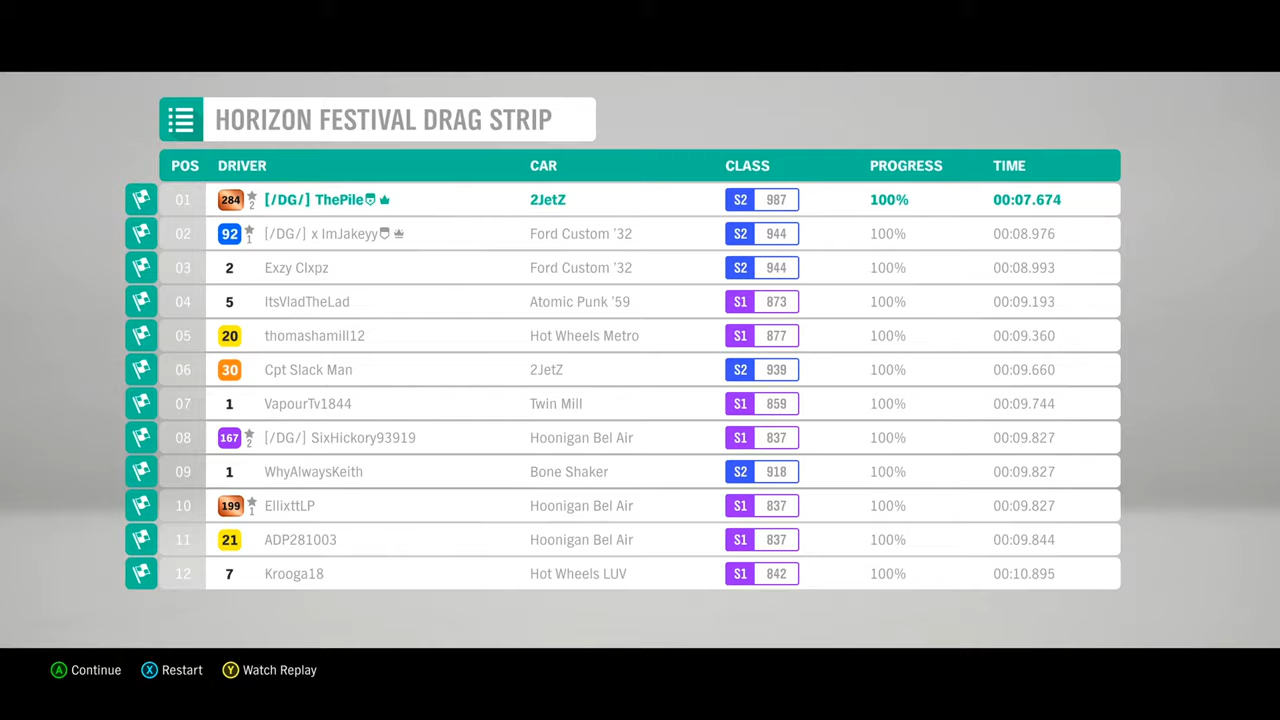 HORIZON FESTIVAL DRAG STRIP
POS DRIVER CAR CLASS PROGRESS TIME
01 284 2 [/DG/] ThePile 2JetZ S2 987 100% 00:07.674
02 92 1 [/DG/] x ImJakeyy Ford Custom '32 S2 944 100% 00:08.976
03 2 Exzy Clxpz Ford Custom '32 S2 944 100% 00:08.993
04 5 ItsVladTheLad Atomic Punk '59 S1 873 100% 00:09.193
05 20 thomashamill12 Hot Wheels Metro S1 877 100% 00:09.360
06 30 Cpt Slack Man 2JetZ S2 939 100% 00:09.660
07 1 VapourTv1844 Twin Mill S1 859 100% 00:09.744
08 167 2 [/DG/] SixHickory93919 Hoonigan Bel Air S1 837 100% 00:09.827
09 1 WhyAlwaysKeith Bone Shaker S2 918 100% 00:09.827
10 199 1 EllixttLP Hoonigan Bel Air S1 837 100% 00:09.827
11 21 ADP281003 Hoonigan Bel Air S1 837 100% 00:09.844
12 7 Krooga18 Hot Wheels LUV S1 842 100% 00:10.895
A Continue X Restart Y Watch Replay